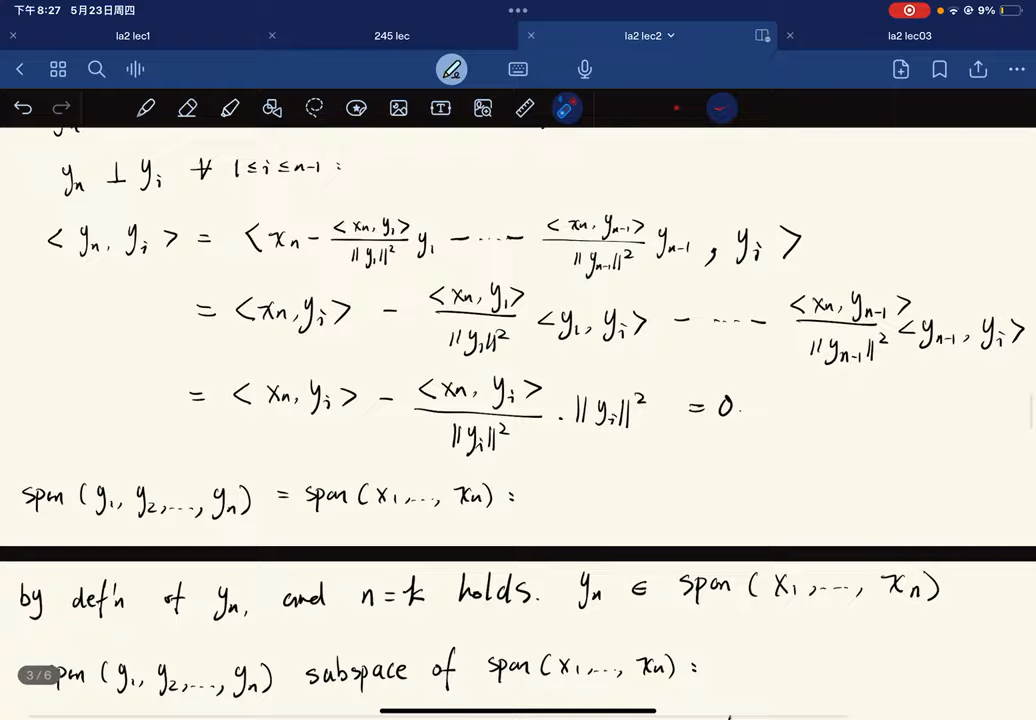 下午8:27 5月23日周四
9%
la2 lec1
245 lec
la2 lec2
la2 lec03
yₙ ⊥ yᵢ ∀ 1≤i≤n-1 :
< yₙ, yᵢ > = < xₙ - <xₙ, y₁>/||y₁||² y₁ - ... - <xₙ, yₙ₋₁>/||yₙ₋₁||² yₙ₋₁, yᵢ >
= <xₙ, yᵢ> - <xₙ, y₁>/||y₁||² <y₁, yᵢ> - ... - <xₙ, yₙ₋₁>/||yₙ₋₁||² <yₙ₋₁, yᵢ>
= <xₙ, yᵢ> - <xₙ, yᵢ>/||yᵢ||² . ||yᵢ||² = 0.
span (y₁, y₂,..., yₙ) = span (x₁,..., xₙ) :
by def'n of yₙ, and n=k holds. yₙ ∈ span (x₁,..., xₙ)
3/6
span (y₁, y₂,..., yₙ) subspace of span (x₁,..., xₙ) :